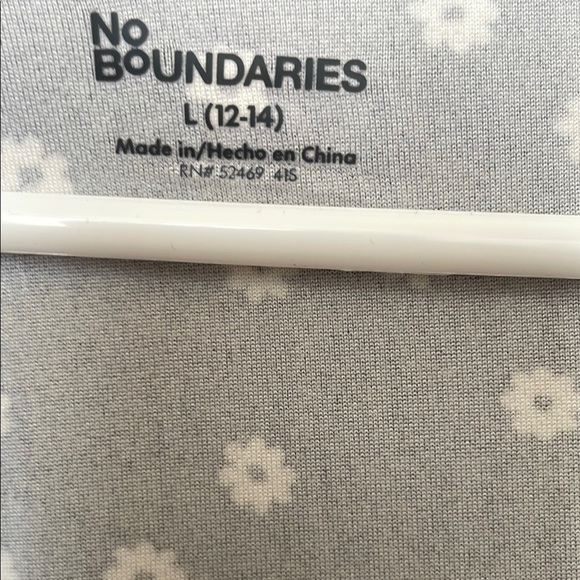 No
BOUNDARIES
L (12-14)
Made in/Hecho en China
RN# 52469 41S